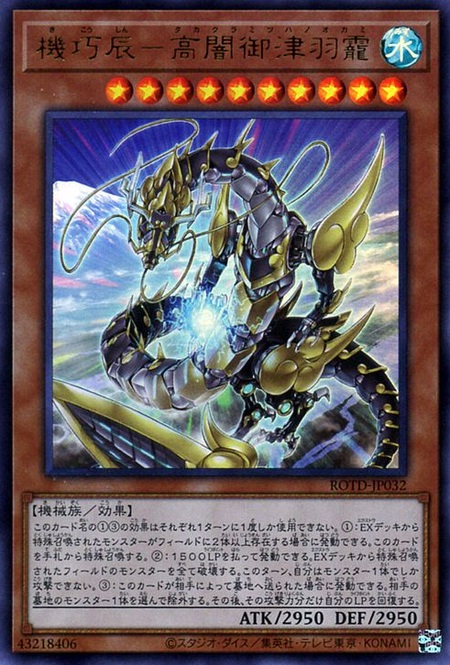 きこうしん タカクラミツハノオカミ
機巧辰－高闇御津羽靇
水
ROTD-JP032
【機械族／効果】
このカード名の①③の効果はそれぞれ1ターンに1度しか使用できない。①：EXデッキから
特殊召喚されたモンスターがフィールドに2体以上存在する場合に発動できる。このカード
を手札から特殊召喚する。②：1500LPを払って発動できる。EXデッキから特殊召喚さ
れたフィールドのモンスターを全て破壊する。このターン、自分はモンスター1体でしか
攻撃できない。③：このカードが相手によって墓地へ送られた場合に発動できる。相手の
墓地のモンスター1体を選んで除外する。その後、その攻撃力分だけ自分のLPを回復する。
ATK/2950 DEF/2950
43218406
©スタジオ・ダイス／集英社・テレビ東京・KONAMI